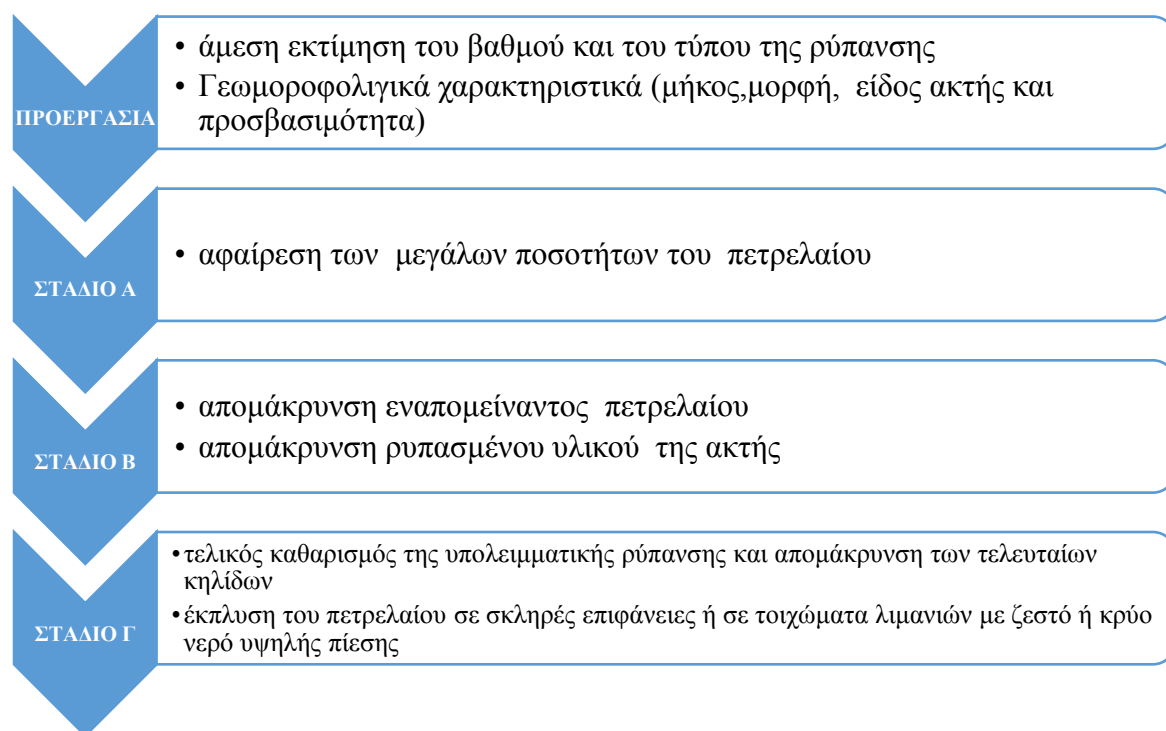 ΠΡΟΕΡΓΑΣΙΑ
• άμεση εκτίμηση του βαθμού και του τύπου της ρύπανσης
• Γεωμοροφολιγικά χαρακτηριστικά (μήκος,μορφή, είδος ακτής και
προσβασιμότητα)
ΣΤΑΔΙΟ Α
• αφαίρεση των μεγάλων ποσοτήτων του πετρελαίου
ΣΤΑΔΙΟ Β
• απομάκρυνση εναπομείναντος πετρελαίου
• απομάκρυνση ρυπασμένου υλικού της ακτής
ΣΤΑΔΙΟ Γ
•τελικός καθαρισμός της υπολειμματικής ρύπανσης και απομάκρυνση των τελευταίων
κηλίδων
•έκπλυση του πετρελαίου σε σκληρές επιφάνειες ή σε τοιχώματα λιμανιών με ζεστό ή κρύο
νερό υψηλής πίεσης